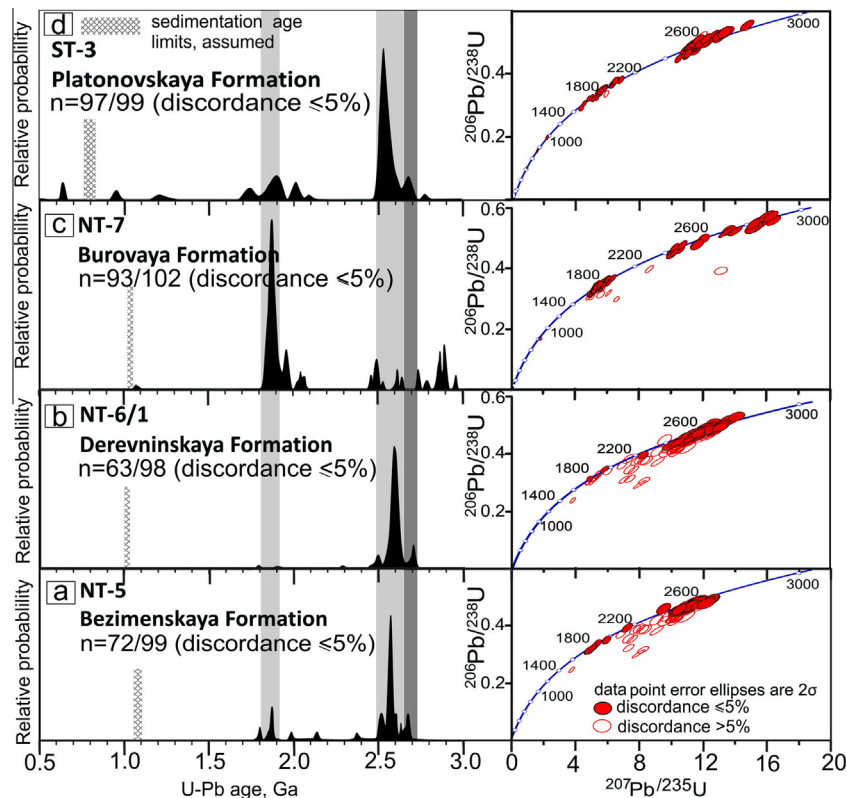 d
sedimentation age
limits, assumed
ST-3
Platonovskaya Formation
n=97/99 (discordance ⩽5%)
Relative probability
c
NT-7
Burovaya Formation
n=93/102 (discordance ⩽5%)
Relative probability
b
NT-6/1
Derevninskaya Formation
n=63/98 (discordance ⩽5%)
Relative probability
a
NT-5
Bezimenskaya Formation
n=72/99 (discordance ⩽5%)
Relative probability
0.5 1.0 1.5 2.0 2.5 3.0
U-Pb age, Ga
206Pb/238U
0.4
0.2
1000
1400
1800
2200
2600
3000
206Pb/238U
0.6
0.4
0.2
1000
1400
1800
2200
2600
3000
206Pb/238U
0.6
0.4
0.2
1000
1400
1800
2200
2600
3000
206Pb/238U
0.4
0.2
1000
1400
1800
2200
2600
3000
data point error ellipses are 2σ
discordance ≤5%
discordance >5%
0 4 8 12 16 20
207Pb/235U